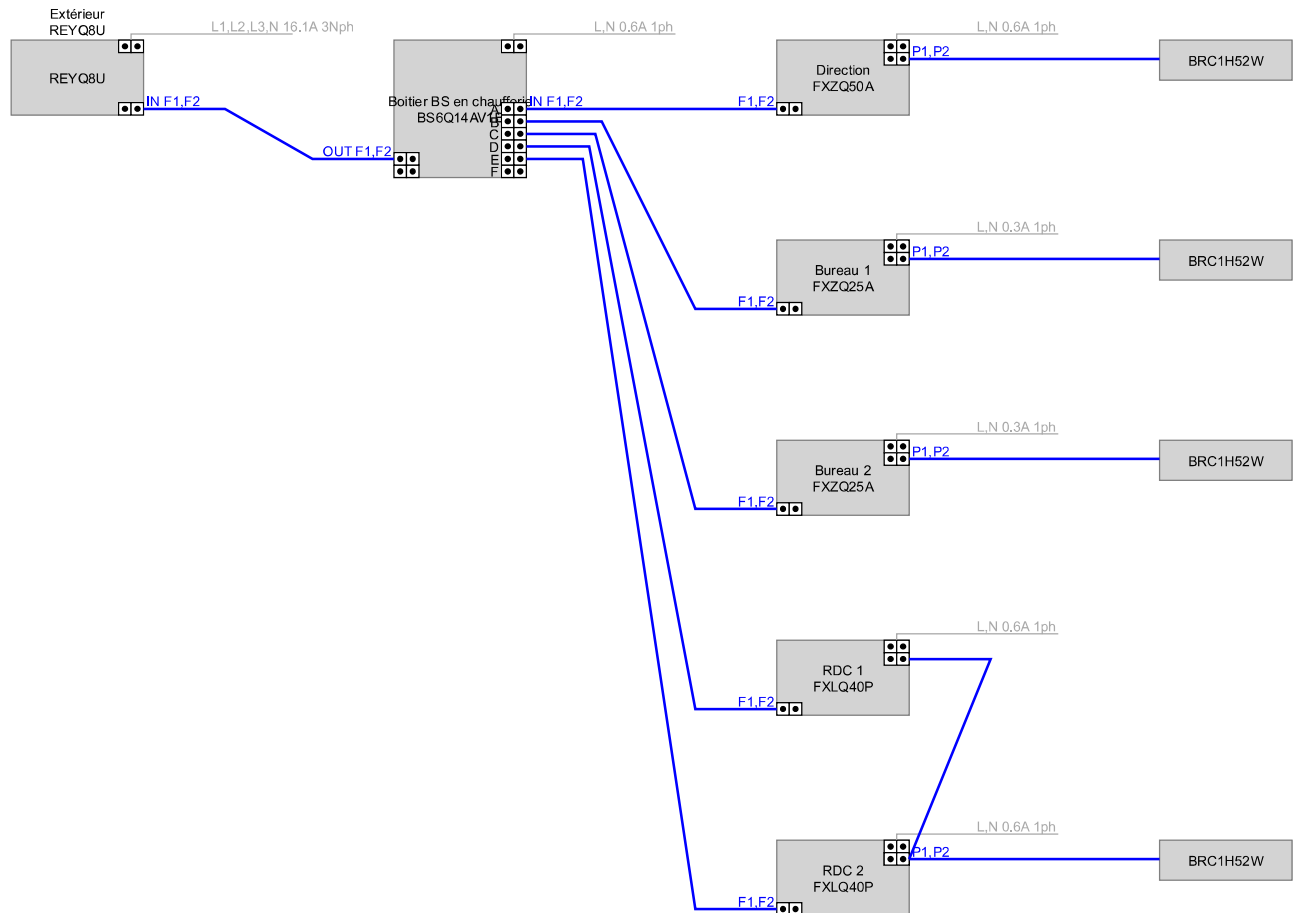 Extérieur
REYQ8U
L1,L2,L3,N 16.1A 3Nph
L,N 0.6A 1ph
L,N 0.6A 1ph
REYQ8U
IN F1,F2
OUT F1,F2
Boitier BS en chaufferie
BS6Q14AV1B
A
B
C
D
E
F
IN F1,F2
Direction
FXZQ50A
F1,F2
P1,P2
BRC1H52W
L,N 0.3A 1ph
Bureau 1
FXZQ25A
F1,F2
P1,P2
BRC1H52W
L,N 0.3A 1ph
Bureau 2
FXZQ25A
F1,F2
P1,P2
BRC1H52W
L,N 0.6A 1ph
RDC 1
FXLQ40P
F1,F2
L,N 0.6A 1ph
RDC 2
FXLQ40P
F1,F2
P1,P2
BRC1H52W